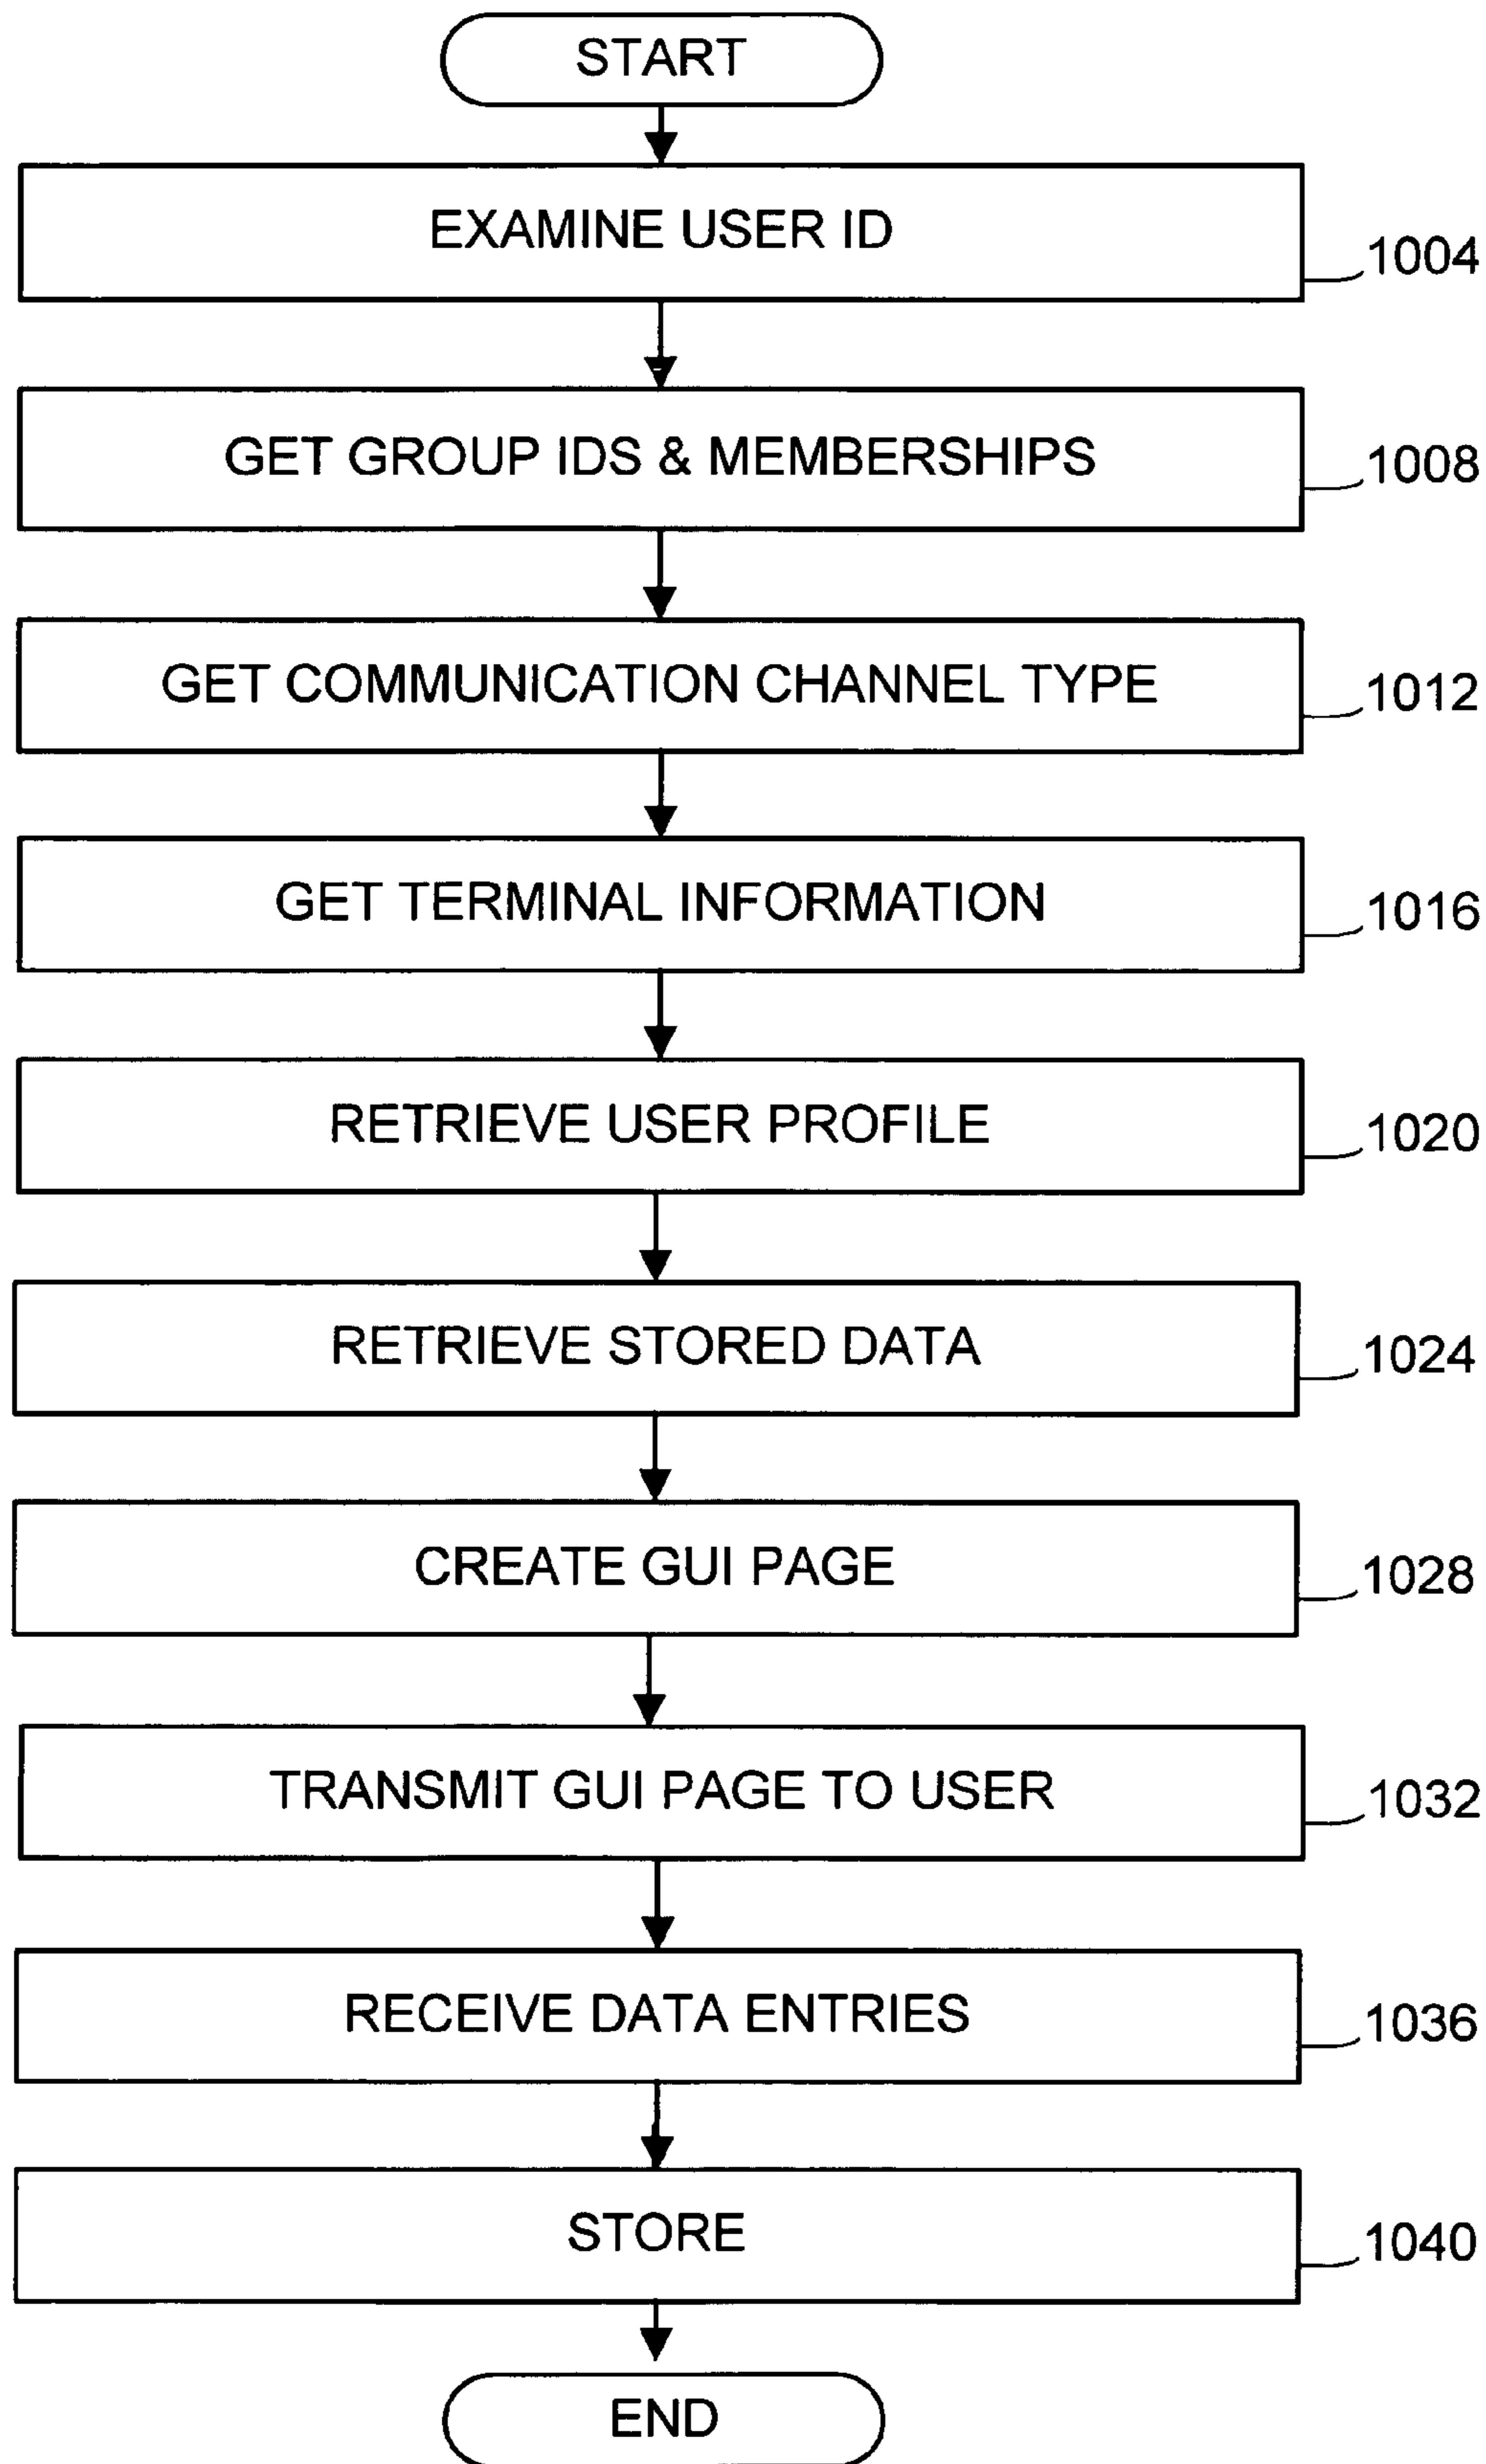 START
EXAMINE USER ID
1004
GET GROUP IDS & MEMBERSHIPS
1008
GET COMMUNICATION CHANNEL TYPE
1012
GET TERMINAL INFORMATION
1016
RETRIEVE USER PROFILE
1020
RETRIEVE STORED DATA
1024
CREATE GUI PAGE
1028
TRANSMIT GUI PAGE TO USER
1032
RECEIVE DATA ENTRIES
1036
STORE
1040
END